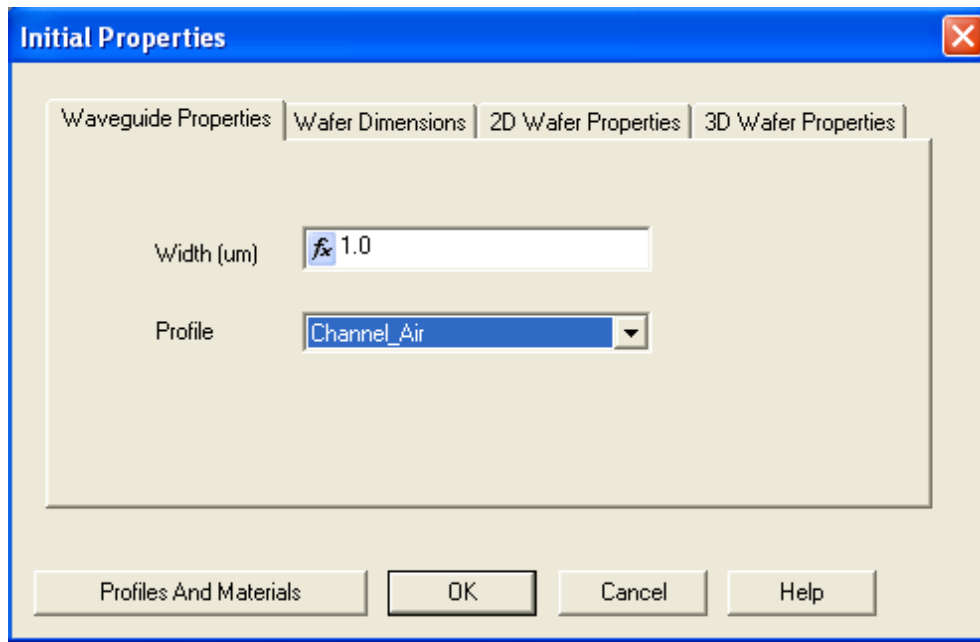 Initial Properties
Waveguide Properties Wafer Dimensions 2D Wafer Properties 3D Wafer Properties
Width (um) fx 1.0
Profile Channel_Air
Profiles And Materials OK Cancel Help